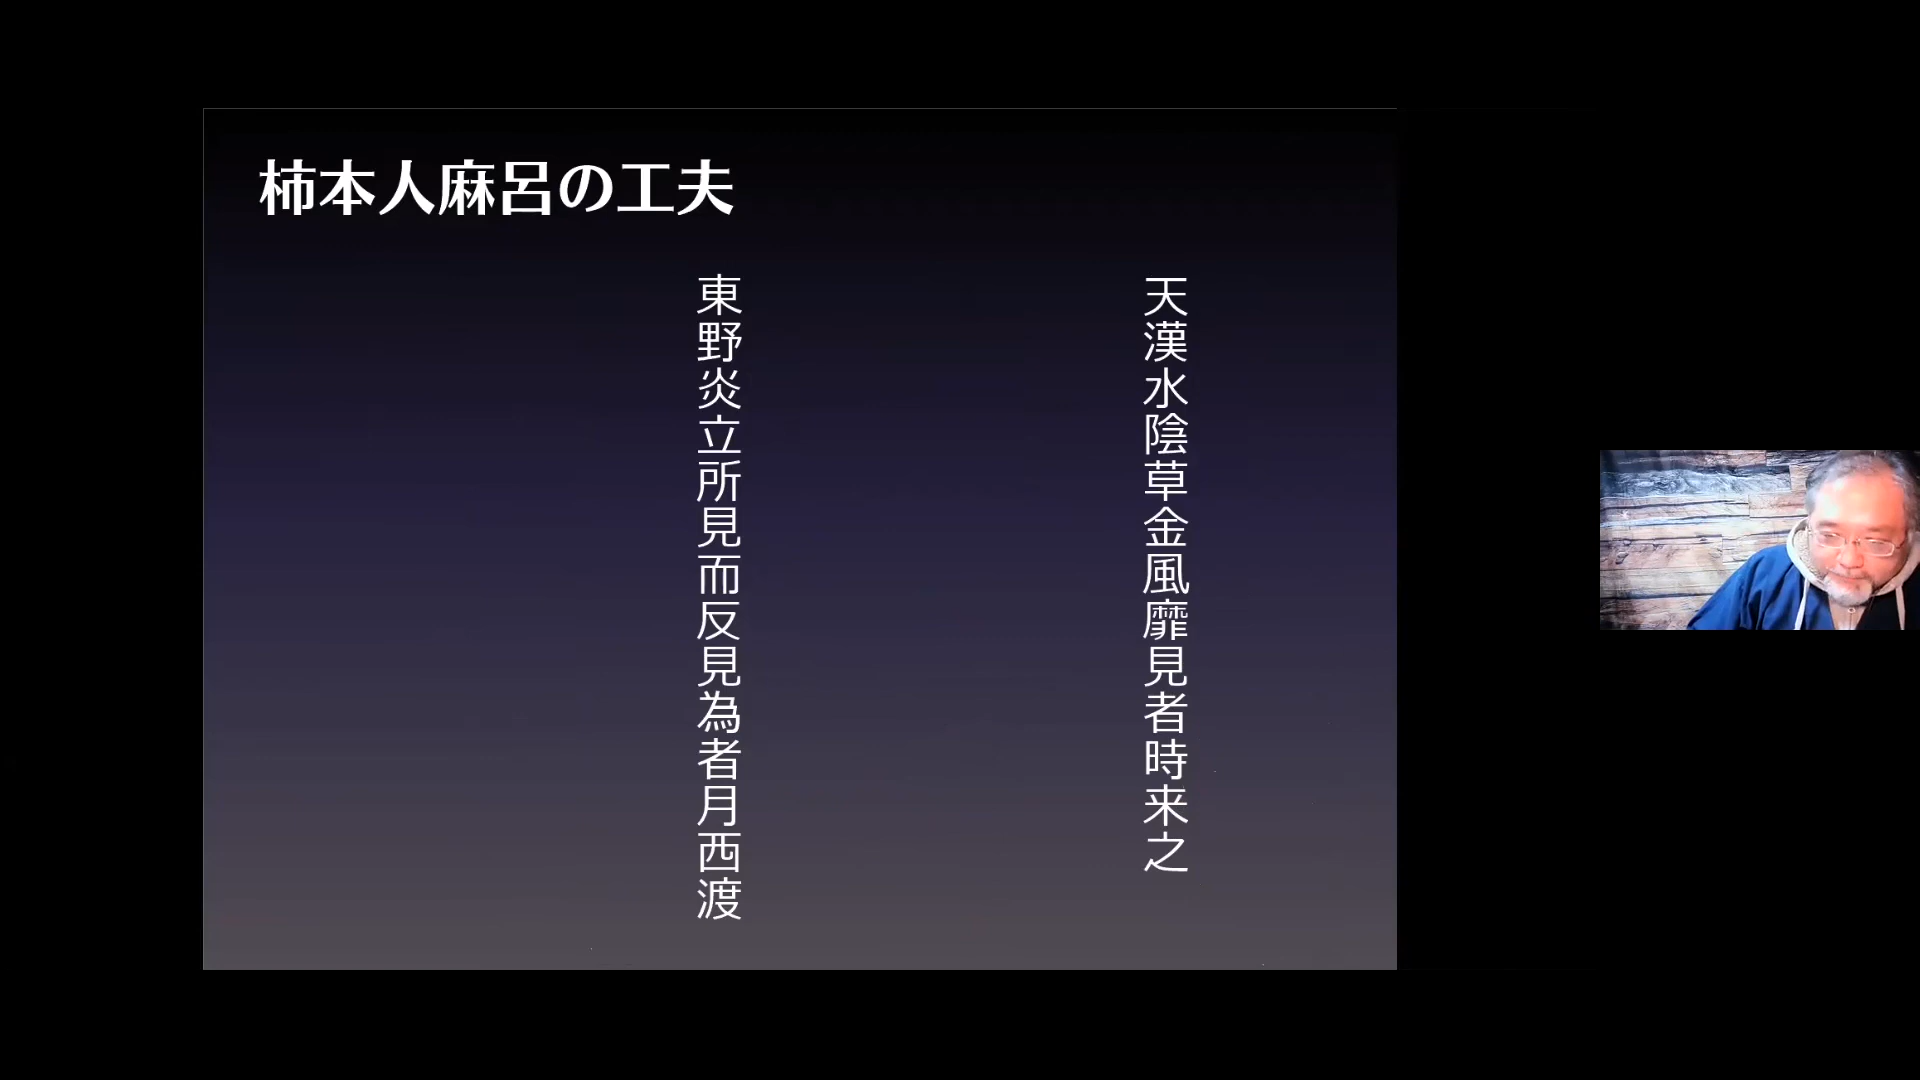 柿本人麻呂の工夫
天漢水陰草金風靡見者時来之
東野炎立所見而反見為者月西渡